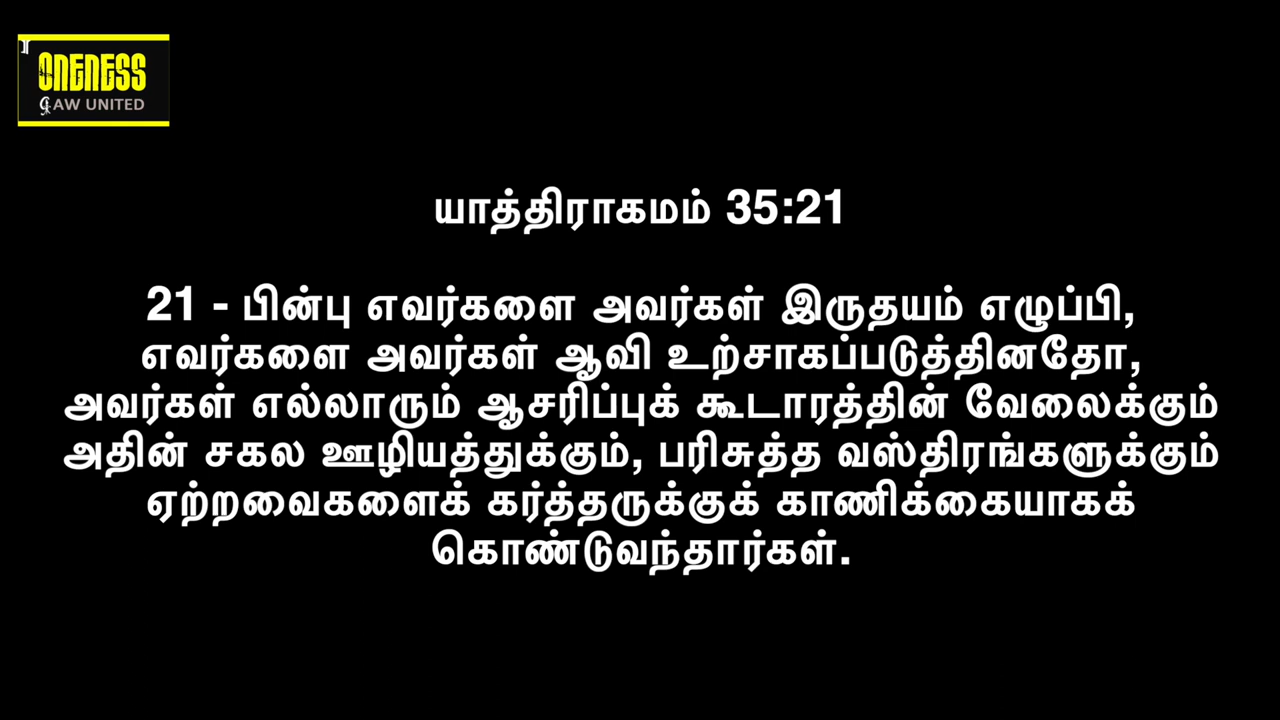 ONENESS
LAW UNITED
யாத்திராகமம் 35:21
21 - பின்பு எவர்களை அவர்கள் இருதயம் எழுப்பி,
எவர்களை அவர்கள் ஆவி உற்சாகப்படுத்தினதோ,
அவர்கள் எல்லாரும் ஆசரிப்புக் கூடாரத்தின் வேலைக்கும்
அதின் சகல ஊழியத்துக்கும், பரிசுத்த வஸ்திரங்களுக்கும்
ஏற்றவைகளைக் கர்த்தருக்குக் காணிக்கையாகக்
கொண்டுவந்தார்கள்.